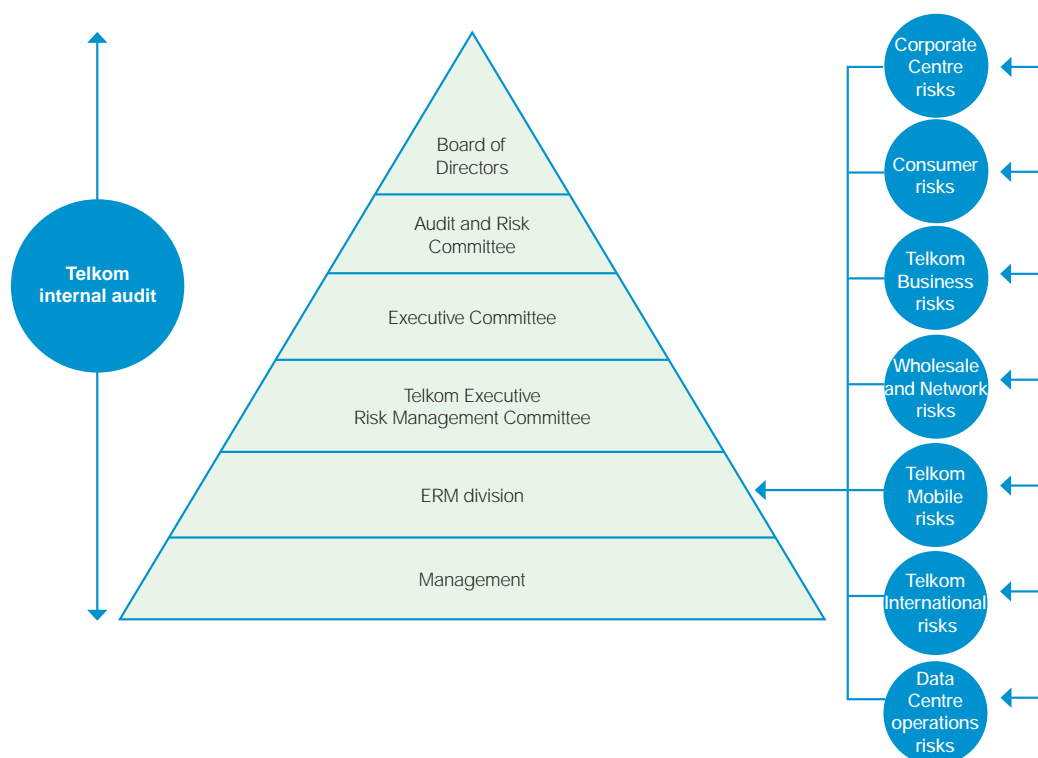 Telkom
internal audit
Board of
Directors
Audit and Risk
Committee
Executive Committee
Telkom Executive
Risk Management Committee
ERM division
Management
Corporate
Centre
risks
Consumer
risks
Telkom
Business
risks
Wholesale
and Network
risks
Telkom
Mobile
risks
Telkom
International
risks
Data
Centre
operations
risks